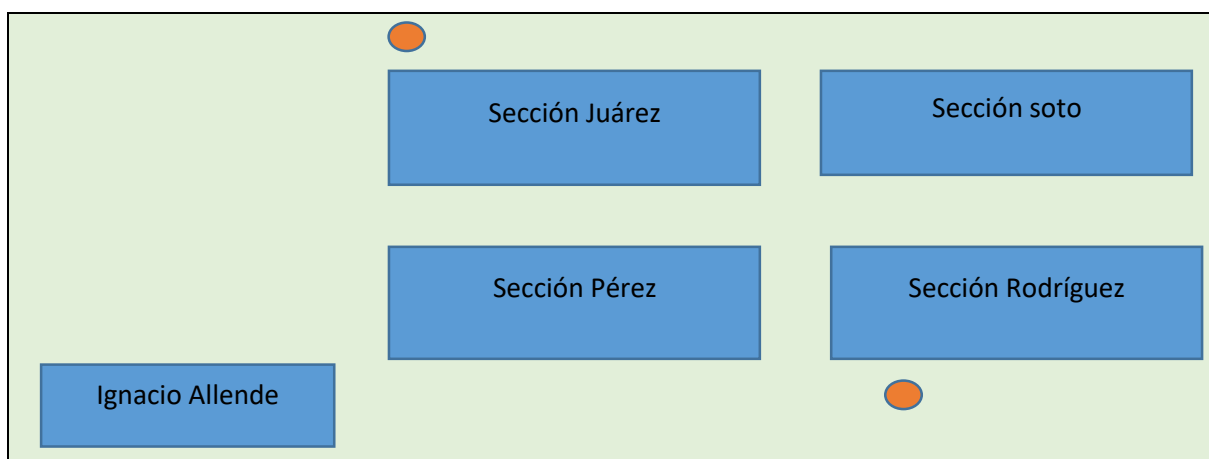 Sección Juárez
Sección soto
Sección Pérez
Sección Rodríguez
Ignacio Allende